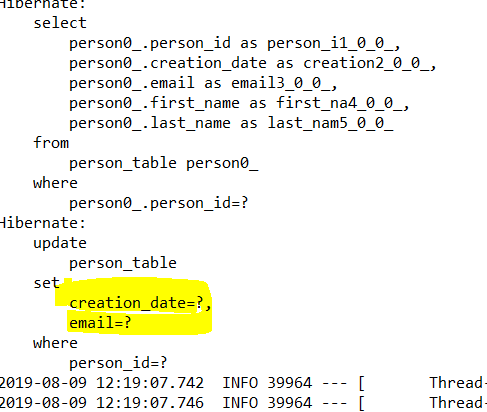 Hibernate:
select
person0_.person_id as person_i1_0_0_,
person0_.creation_date as creation2_0_0_,
person0_.email as email3_0_0_,
person0_.first_name as first_na4_0_0_,
person0_.last_name as last_nam5_0_0_
from
person_table person0_
where
person0_.person_id=?
Hibernate:
update
person_table
set
creation_date=?,
email=?
where
person_id=?
2019-08-09 12:19:07.742  INFO 39964 --- [       Thread-
2019-08-09 12:19:07.746  INFO 39964 --- [       Thread-